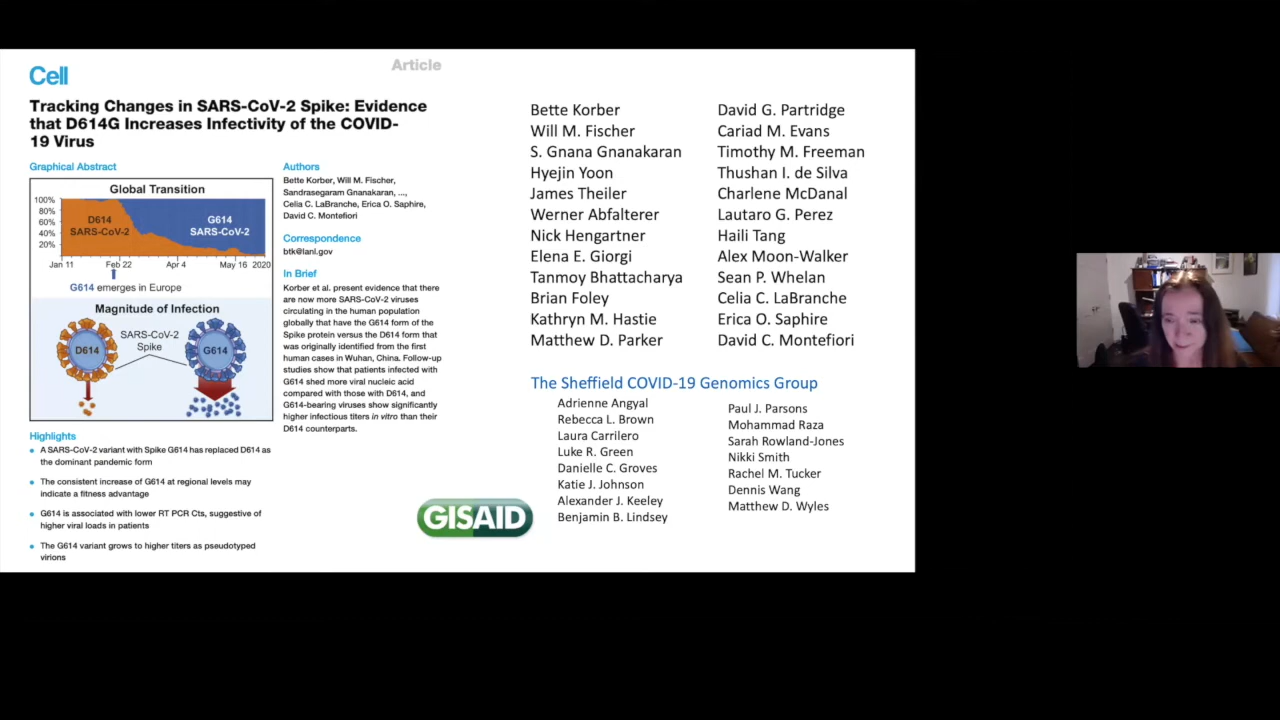 Cell
Article
Tracking Changes in SARS-CoV-2 Spike: Evidence
that D614G Increases Infectivity of the COVID-
19 Virus
Graphical Abstract
Global Transition
100%
80%
60%
40%
20%
D614
SARS-CoV-2
G614
SARS-CoV-2
Jan 11 Feb 22 Apr 4 May 16 2020
G614 emerges in Europe
Magnitude of Infection
SARS-CoV-2
Spike
D614
G614
Highlights
A SARS-CoV-2 variant with Spike G614 has replaced D614 as
the dominant pandemic form
The consistent increase of G614 at regional levels may
indicate a fitness advantage
G614 is associated with lower RT PCR Cts, suggestive of
higher viral loads in patients
The G614 variant grows to higher titers as pseudotyped
virions
Authors
Bette Korber, Will M. Fischer,
Sandrasegaram Gnanakaran, ...,
Celia C. LaBranche, Erica O. Saphire,
David C. Montefiori
Correspondence
btk@lanl.gov
In Brief
Korber et al. present evidence that there
are now more SARS-CoV-2 viruses
circulating in the human population
globally that have the G614 form of the
Spike protein versus the D614 form that
was originally identified from the first
human cases in Wuhan, China. Follow-up
studies show that patients infected with
G614 shed more viral nucleic acid
compared with those with D614, and
G614-bearing viruses show significantly
higher infectious titers in vitro than their
D614 counterparts.
Bette Korber
Will M. Fischer
S. Gnana Gnanakaran
Hyejin Yoon
James Theiler
Werner Abfalterer
Nick Hengartner
Elena E. Giorgi
Tanmoy Bhattacharya
Brian Foley
Kathryn M. Hastie
Matthew D. Parker
David G. Partridge
Cariad M. Evans
Timothy M. Freeman
Thushan I. de Silva
Charlene McDanal
Lautaro G. Perez
Haili Tang
Alex Moon-Walker
Sean P. Whelan
Celia C. LaBranche
Erica O. Saphire
David C. Montefiori
The Sheffield COVID-19 Genomics Group
Adrienne Angyal
Rebecca L. Brown
Laura Carrilero
Luke R. Green
Danielle C. Groves
Katie J. Johnson
Alexander J. Keeley
Benjamin B. Lindsey
Paul J. Parsons
Mohammad Raza
Sarah Rowland-Jones
Nikki Smith
Rachel M. Tucker
Dennis Wang
Matthew D. Wyles
GISAID